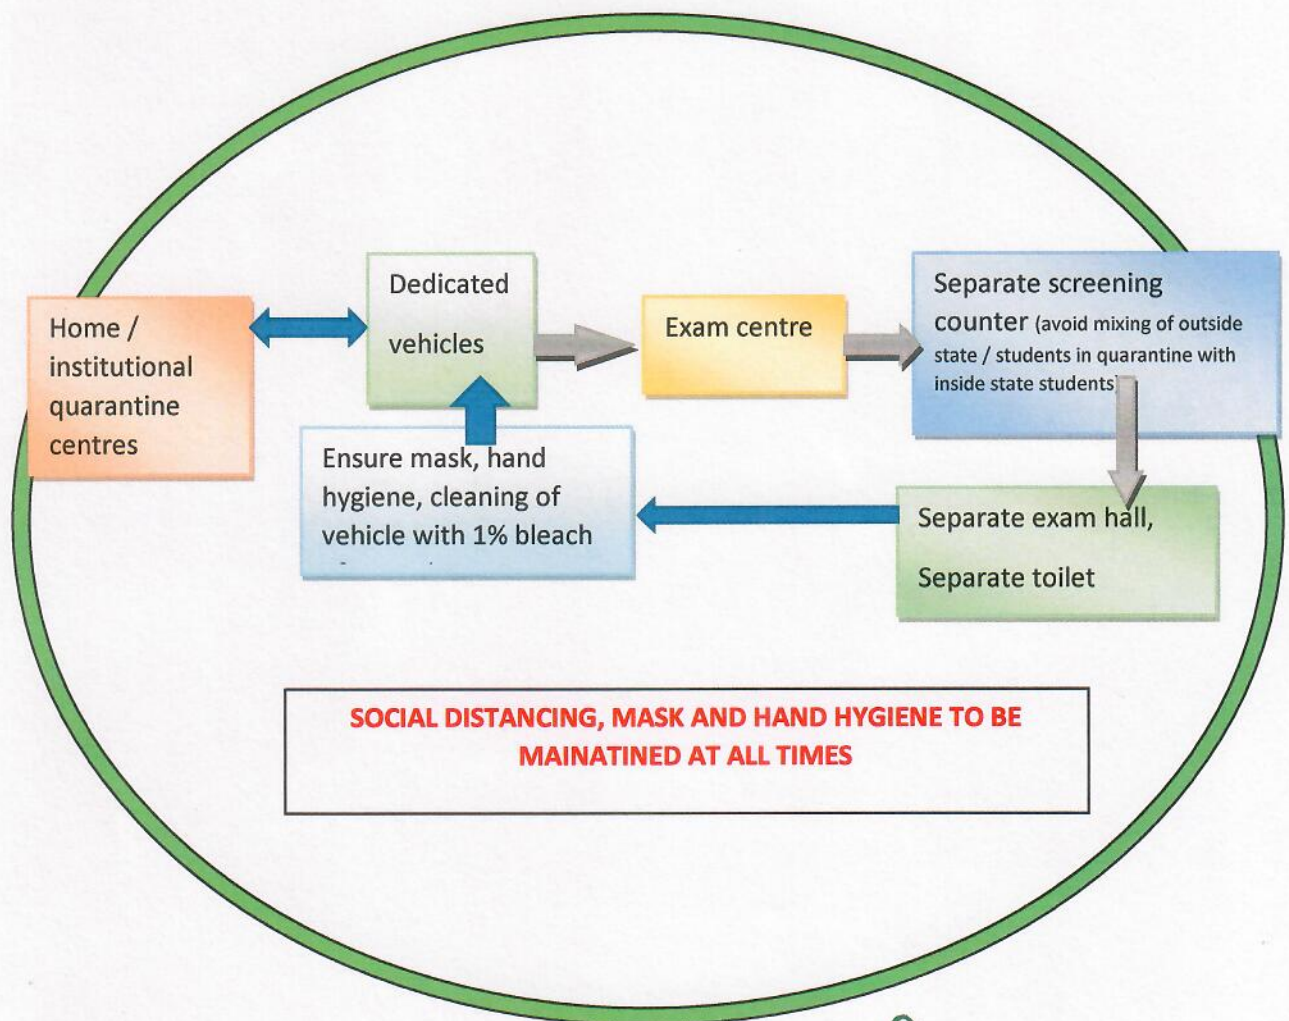 Home /
institutional
quarantine
centres
Dedicated
vehicles
Exam centre
Separate screening
counter (avoid mixing of outside
state / students in quarantine with
inside state students)
Ensure mask, hand
hygiene, cleaning of
vehicle with 1% bleach
Separate exam hall,
Separate toilet
SOCIAL DISTANCING, MASK AND HAND HYGIENE TO BE
MAINATINED AT ALL TIMES